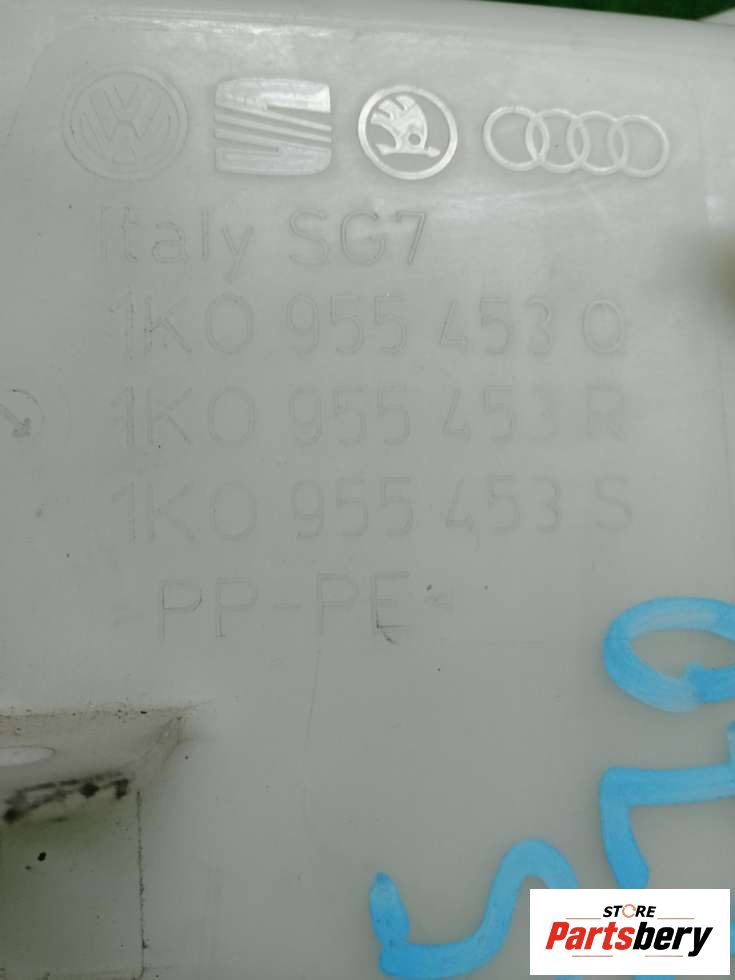 Italy SG7
1K0 955 453 Q
1K0 955 453 R
1K0 955 453 S
>PP-PE<
STORE
Partsbery